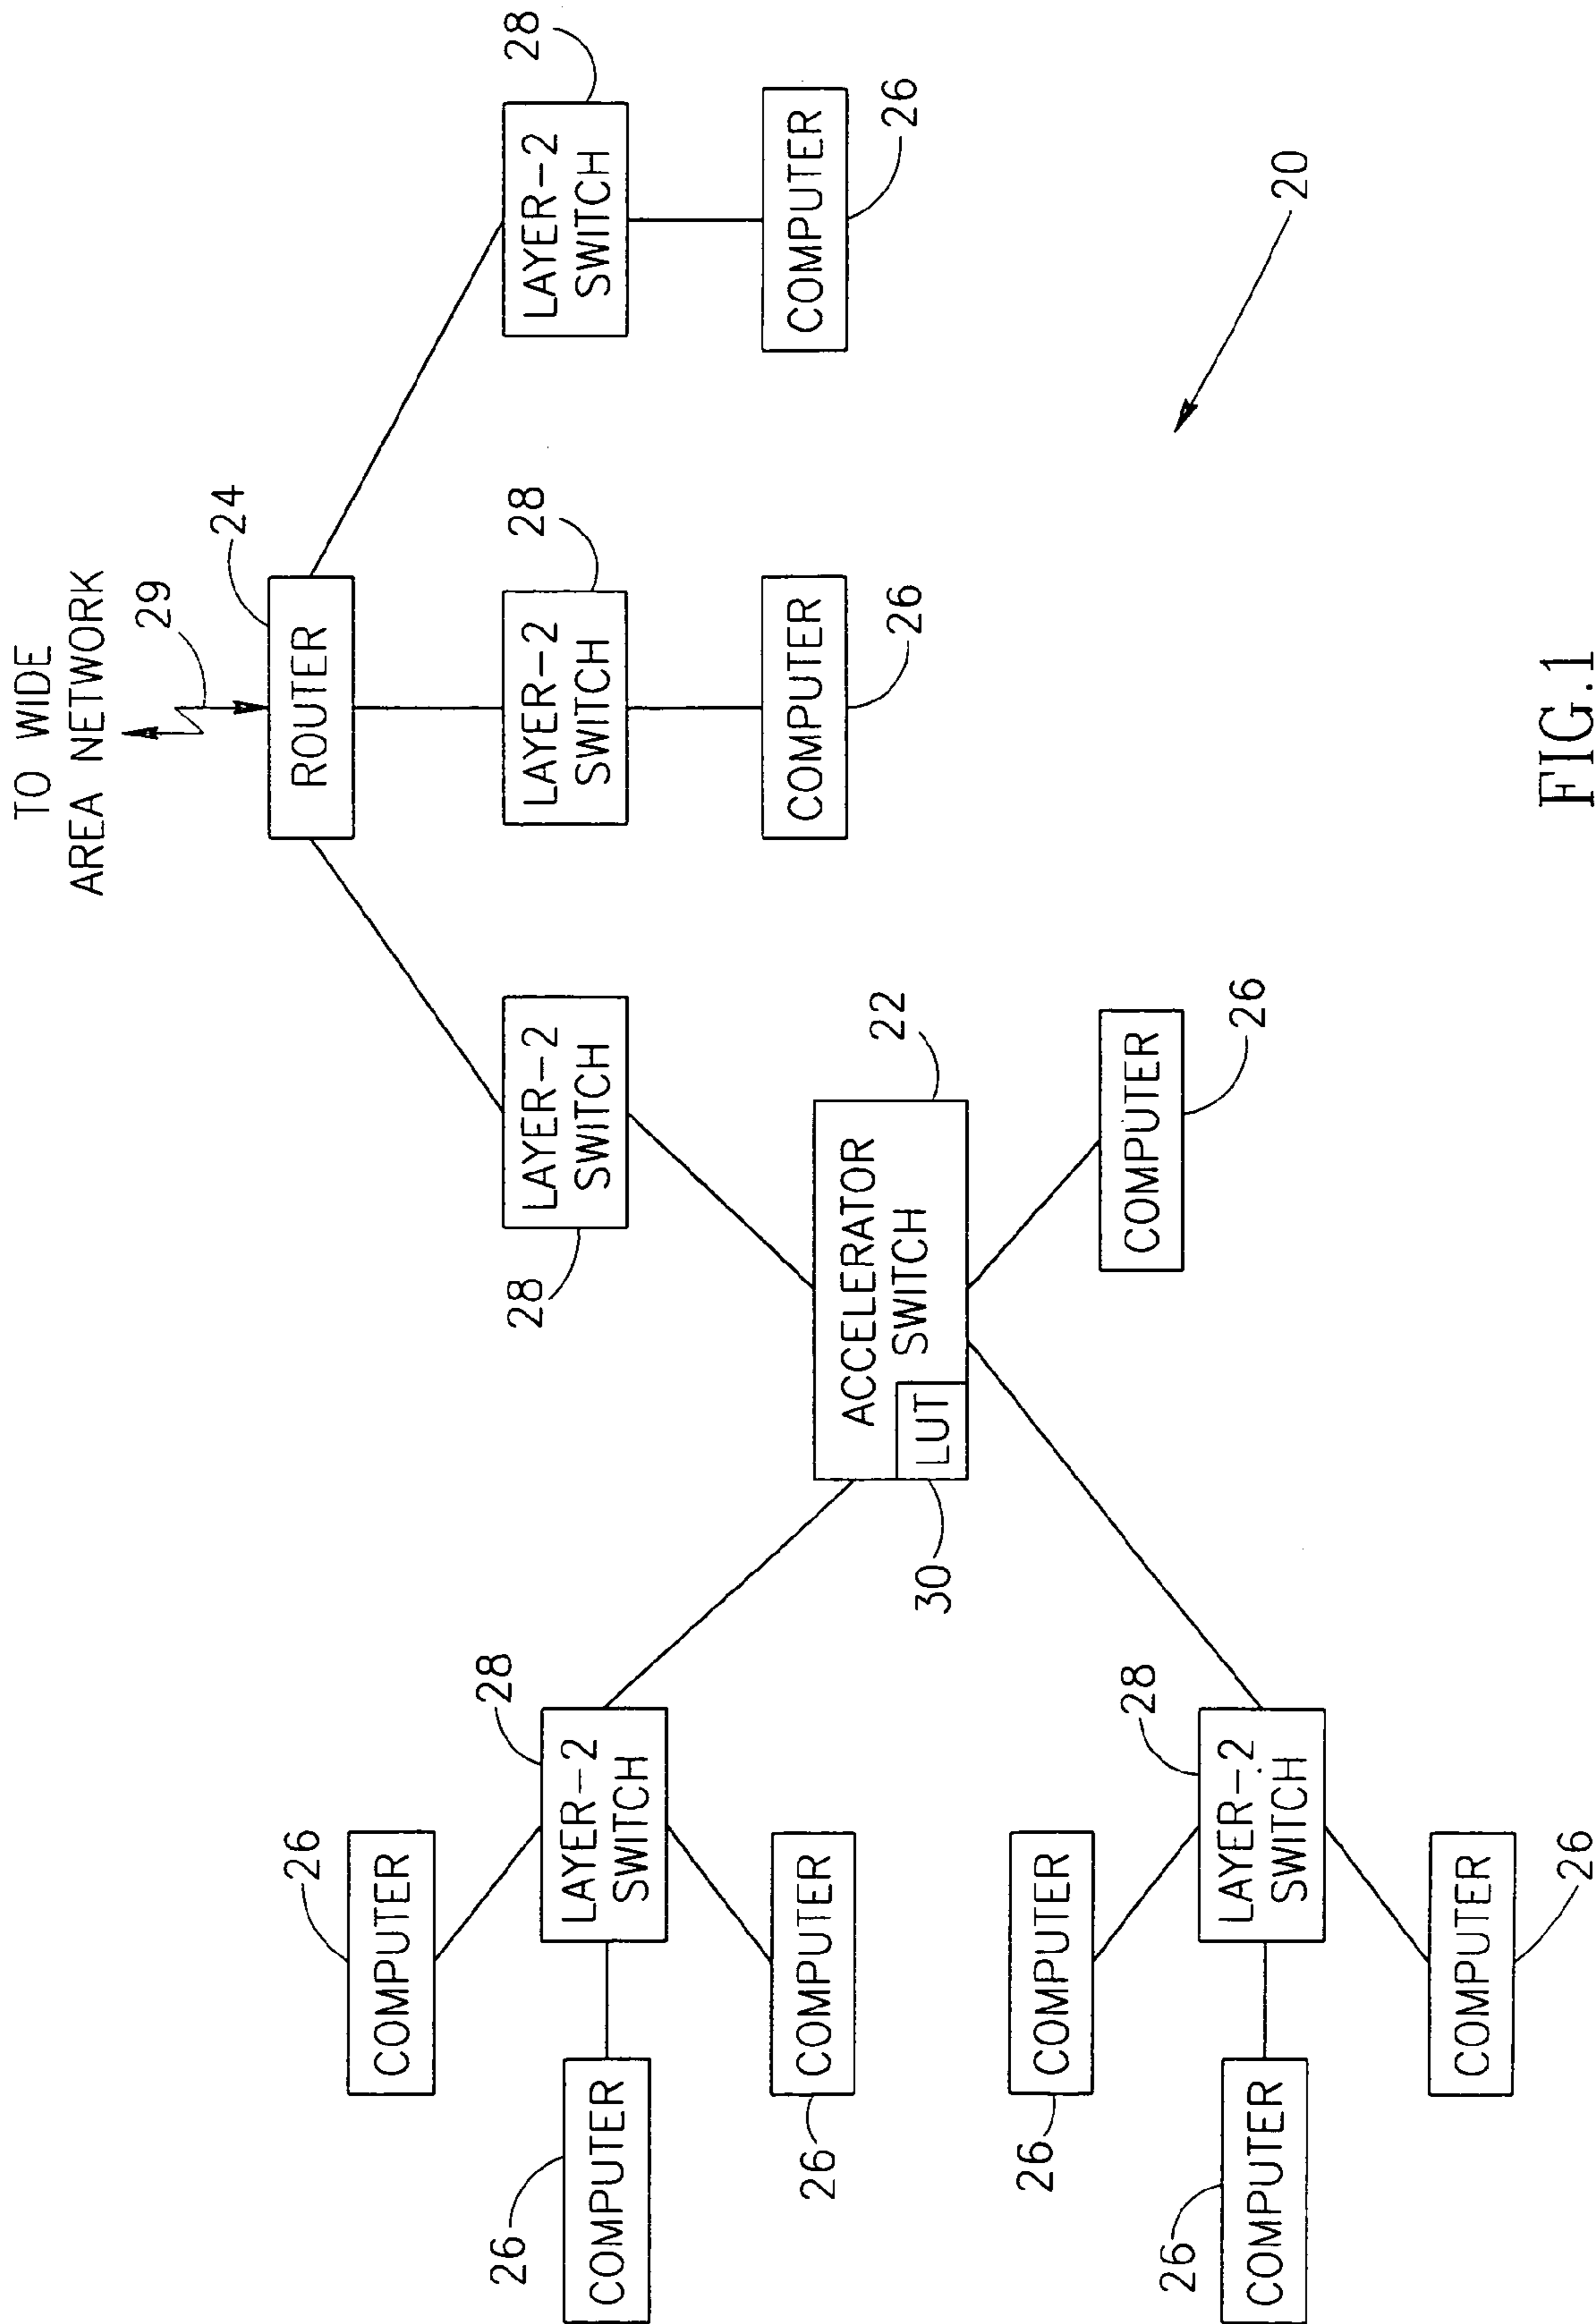 TO WIDE
AREA NETWORK
29
24
ROUTER
28
28
LAYER-2
SWITCH
LAYER-2
SWITCH
LAYER-2
SWITCH
28
COMPUTER
26
COMPUTER
26
28
LAYER-2
SWITCH
26
COMPUTER
26
COMPUTER
COMPUTER
26
ACCELERATOR
SWITCH
22
LUT
30
COMPUTER
26
28
LAYER-2
SWITCH
COMPUTER
26
26
COMPUTER
COMPUTER
26
20
FIG.1